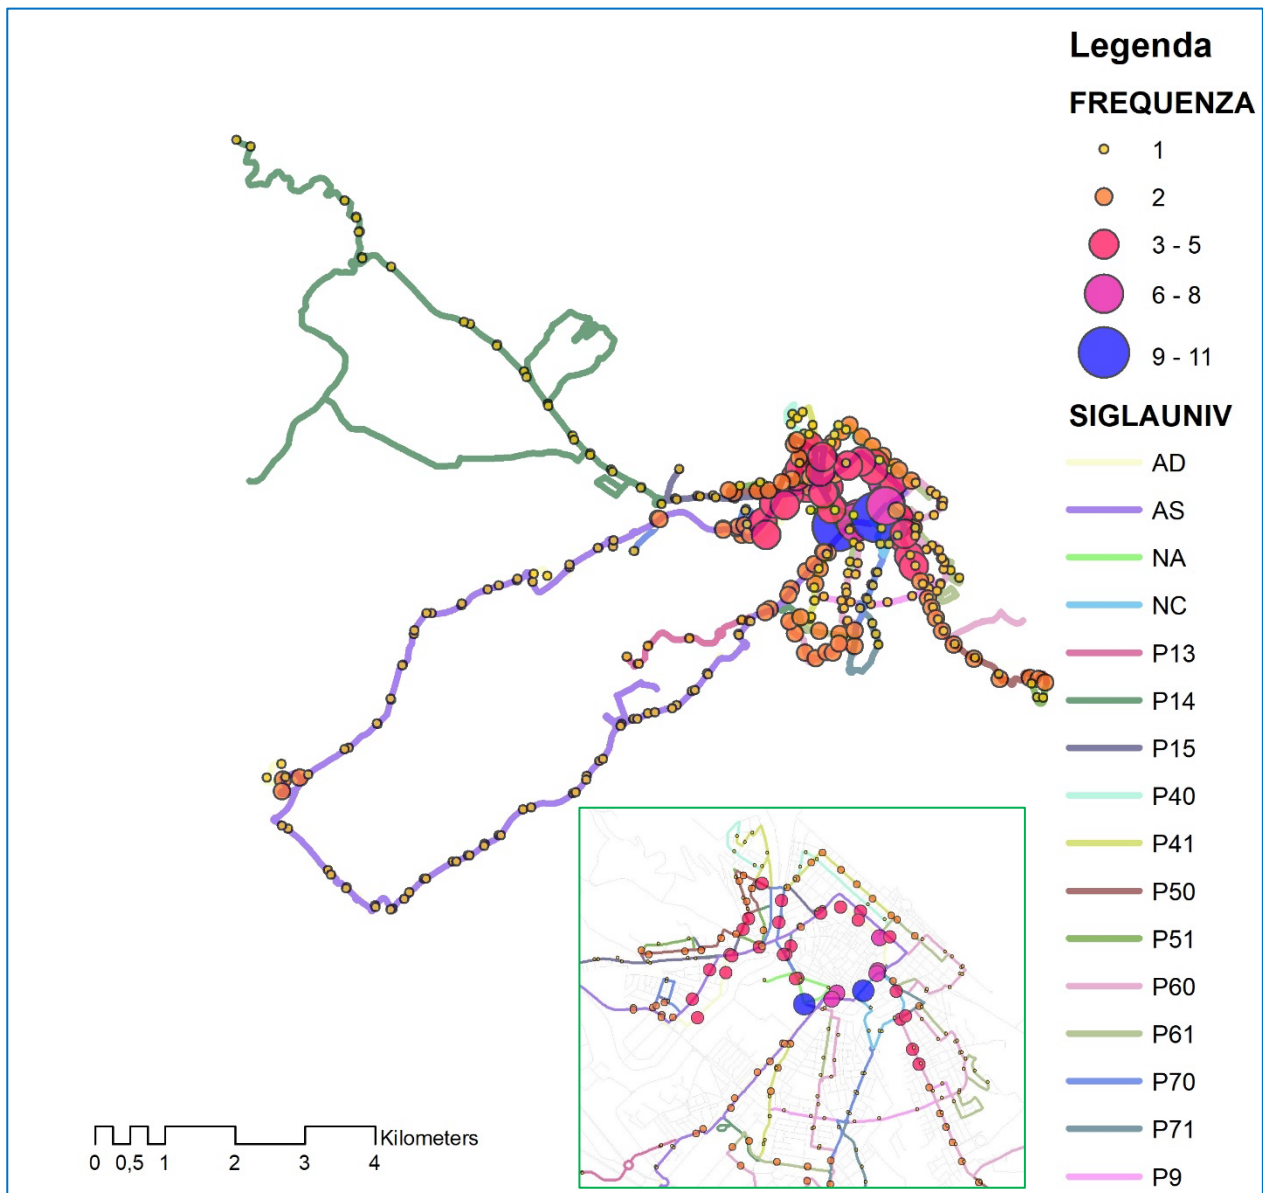 Legenda
FREQUENZA
1
2
3 - 5
6 - 8
9 - 11
SIGLAUNIV
AD
AS
NA
NC
P13
P14
P15
P40
P41
P50
P51
P60
P61
P70
P71
P9
Kilometers
0 0,5 1 2 3 4